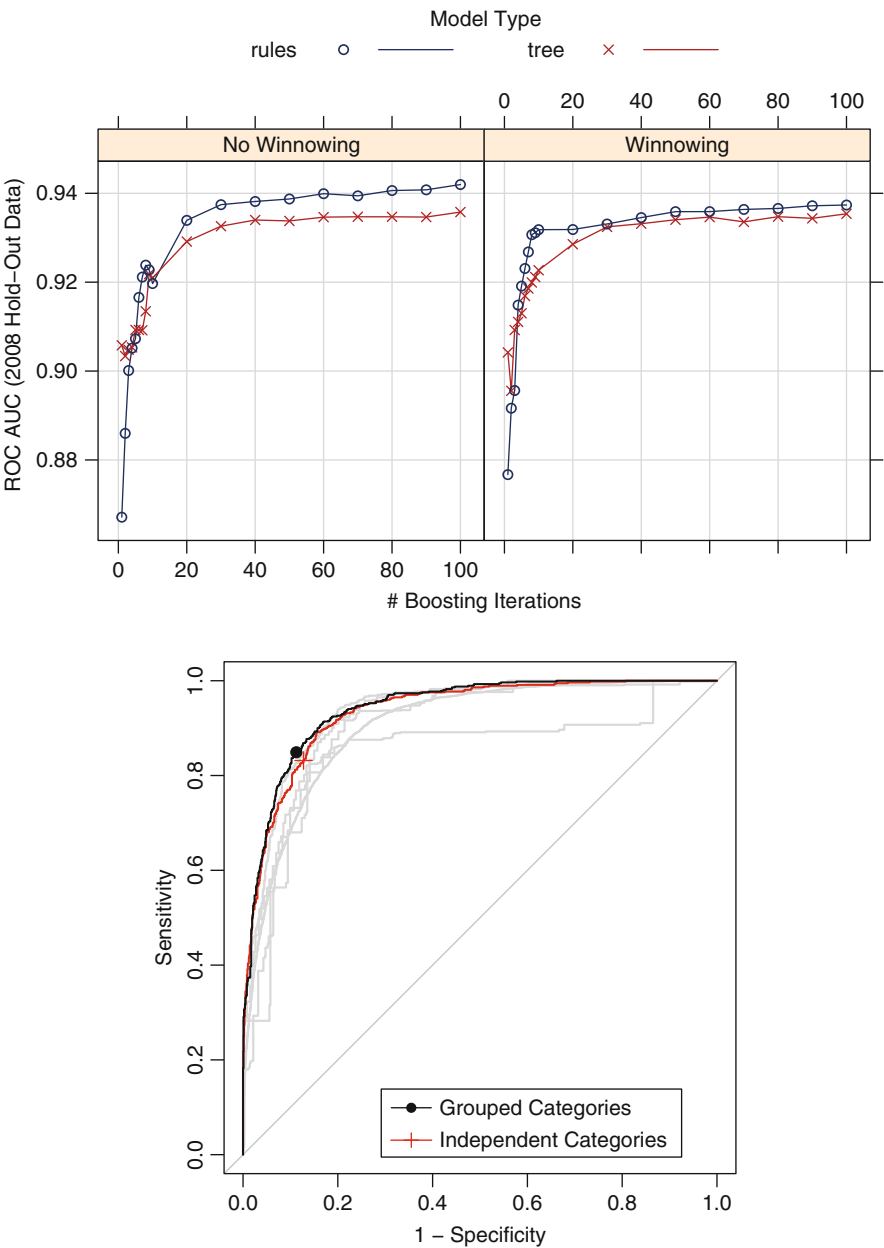 Model Type
rules
tree
0 20 40 60 80 100
No Winnowing
Winnowing
0.94
0.92
0.90
0.88
ROC AUC (2008 Hold–Out Data)
0 20 40 60 80 100
# Boosting Iterations
1.0
0.8
0.6
0.4
0.2
0.0
Sensitivity
Grouped Categories
Independent Categories
0.0 0.2 0.4 0.6 0.8 1.0
1 − Specificity